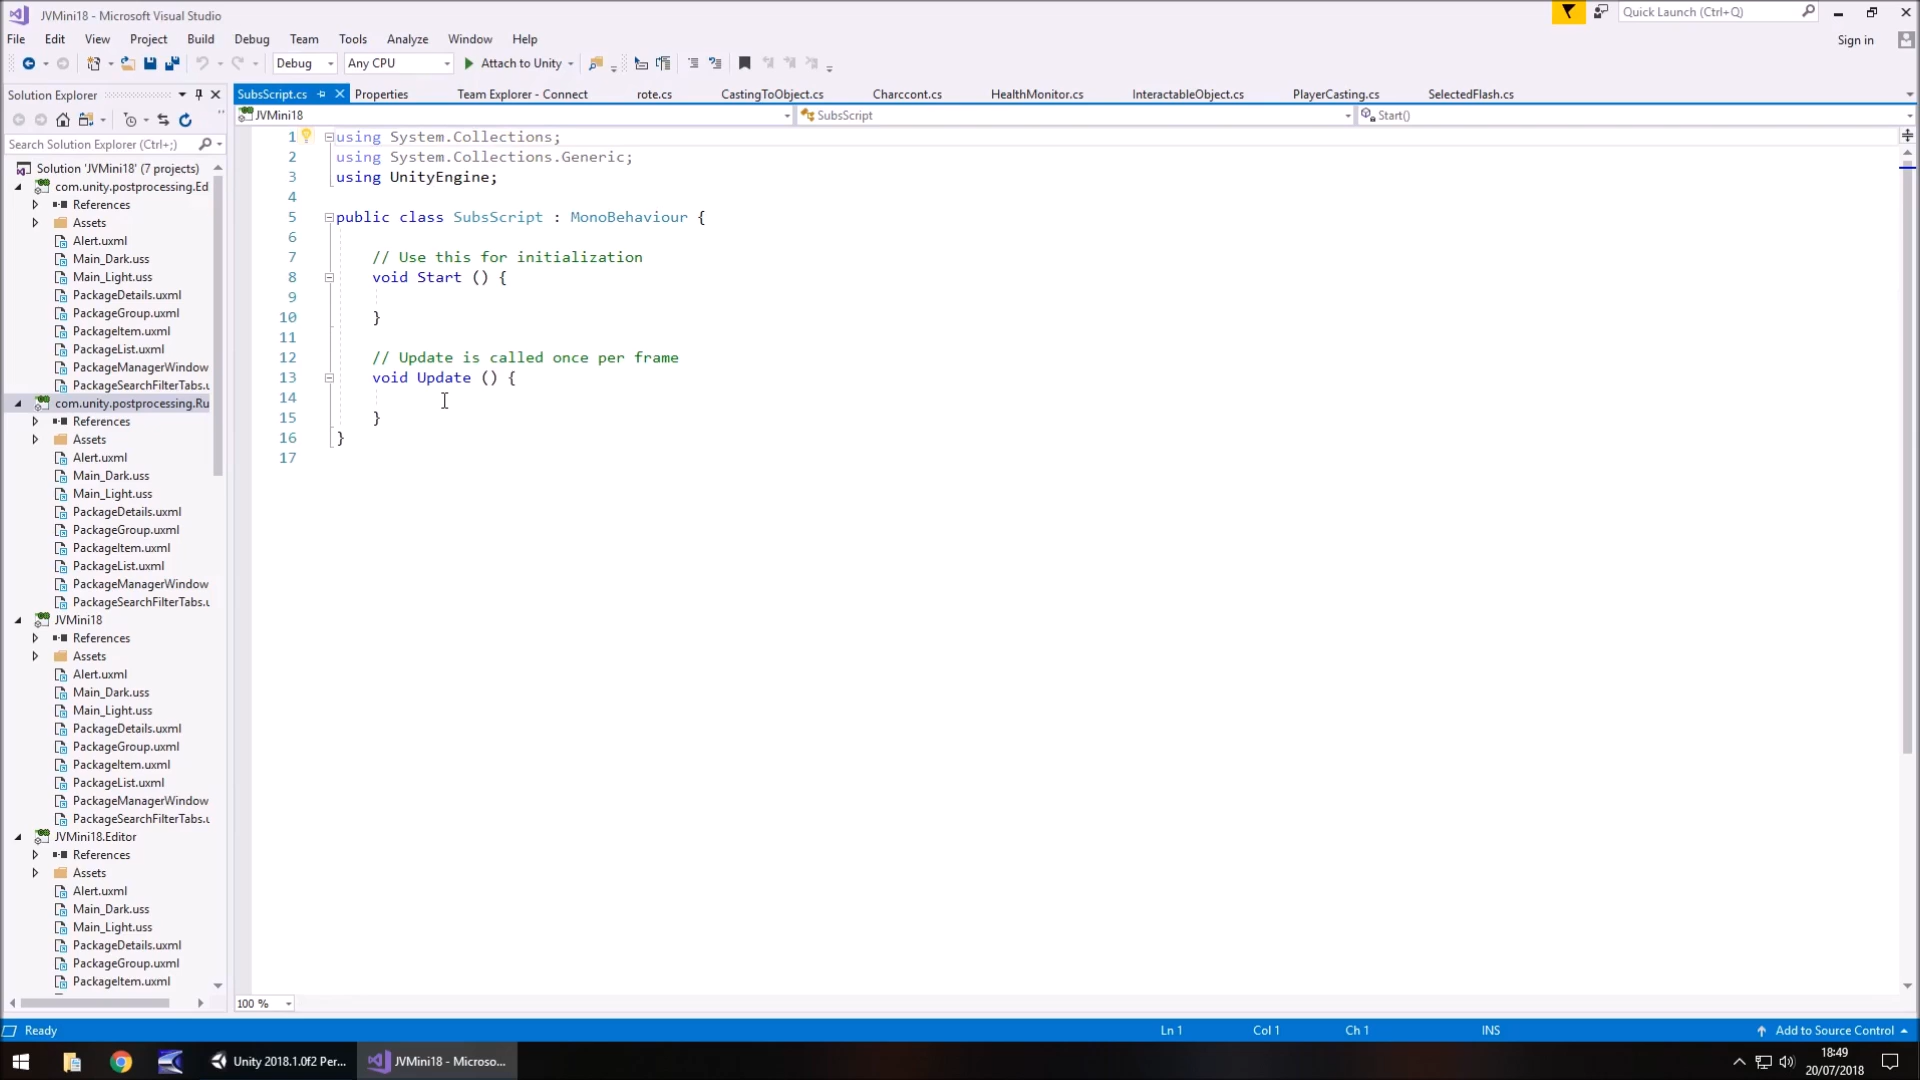 JVMini18 - Microsoft Visual Studio
Quick Launch (Ctrl+Q)
File Edit View Project Build Debug Team Tools Analyze Window Help
Sign in
Debug Any CPU Attach to Unity
Solution Explorer
SubsScript.cs Properties Team Explorer - Connect rote.cs CastingToObject.cs Charccont.cs HealthMonitor.cs InteractableObject.cs PlayerCasting.cs SelectedFlash.cs
JVMini18 SubsScript Start()
Search Solution Explorer (Ctrl+;)
Solution 'JVMini18' (7 projects)
com.unity.postprocessing.Ed
References
Assets
Alert.uxml
Main_Dark.uss
Main_Light.uss
PackageDetails.uxml
PackageGroup.uxml
PackageItem.uxml
PackageList.uxml
PackageManagerWindow
PackageSearchFilterTabs.u
com.unity.postprocessing.Ru
References
Assets
Alert.uxml
Main_Dark.uss
Main_Light.uss
PackageDetails.uxml
PackageGroup.uxml
PackageItem.uxml
PackageList.uxml
PackageManagerWindow
PackageSearchFilterTabs.u
JVMini18
References
Assets
Alert.uxml
Main_Dark.uss
Main_Light.uss
PackageDetails.uxml
PackageGroup.uxml
PackageItem.uxml
PackageList.uxml
PackageManagerWindow
PackageSearchFilterTabs.u
JVMini18.Editor
References
Assets
Alert.uxml
Main_Dark.uss
Main_Light.uss
PackageDetails.uxml
PackageGroup.uxml
PackageItem.uxml
1 using System.Collections;
2 using System.Collections.Generic;
3 using UnityEngine;
4
5 public class SubsScript : MonoBehaviour {
6
7 // Use this for initialization
8 void Start () {
9
10 }
11
12 // Update is called once per frame
13 void Update () {
14
15 }
16 }
17
100 %
Ready Ln 1 Col 1 Ch 1 INS Add to Source Control
Unity 2018.1.0f2 Per... JVMini18 - Microso...
18:49
20/07/2018